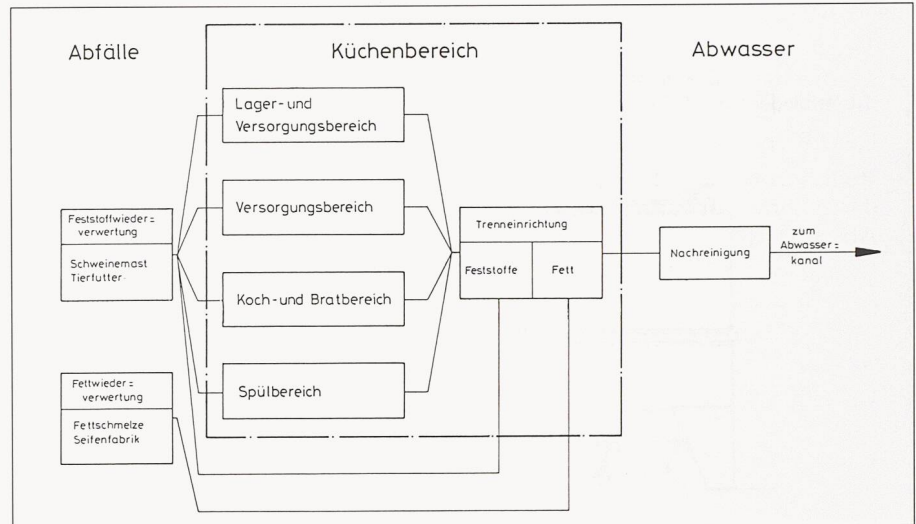 Abfälle
Küchenbereich
Abwasser
Lager- und
Versorgungsbereich
Versorgungsbereich
Koch- und Bratbereich
Spülbereich
Feststoffwieder=
verwertung
Schweinemast
Tierfutter
Fettwieder=
verwertung
Fettschmelze
Seifenfabrik
Trenneinrichtung
Feststoffe
Fett
Nachreinigung
zum
Abwasser=
kanal